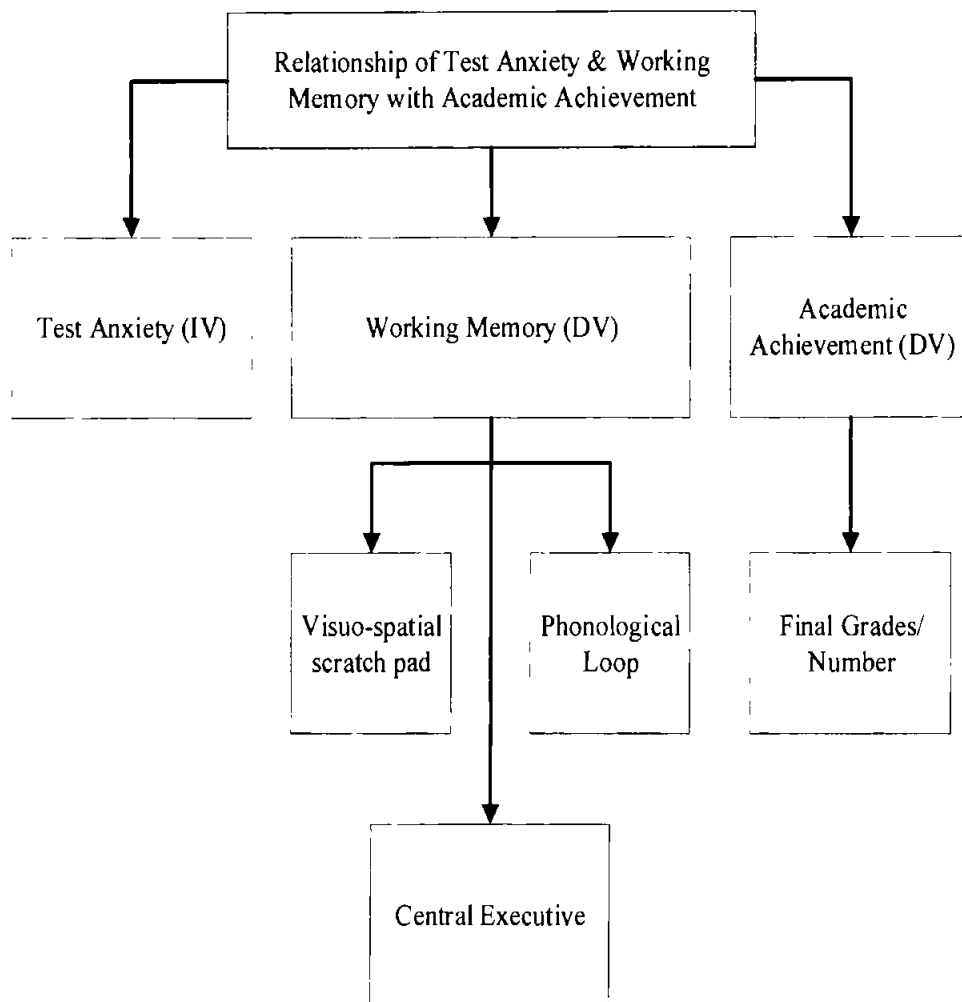 Relationship of Test Anxiety & Working
Memory with Academic Achievement
Test Anxiety (IV)
Working Memory (DV)
Academic
Achievement (DV)
Visuo-spatial
scratch pad
Phonological
Loop
Final Grades/
Number
Central Executive